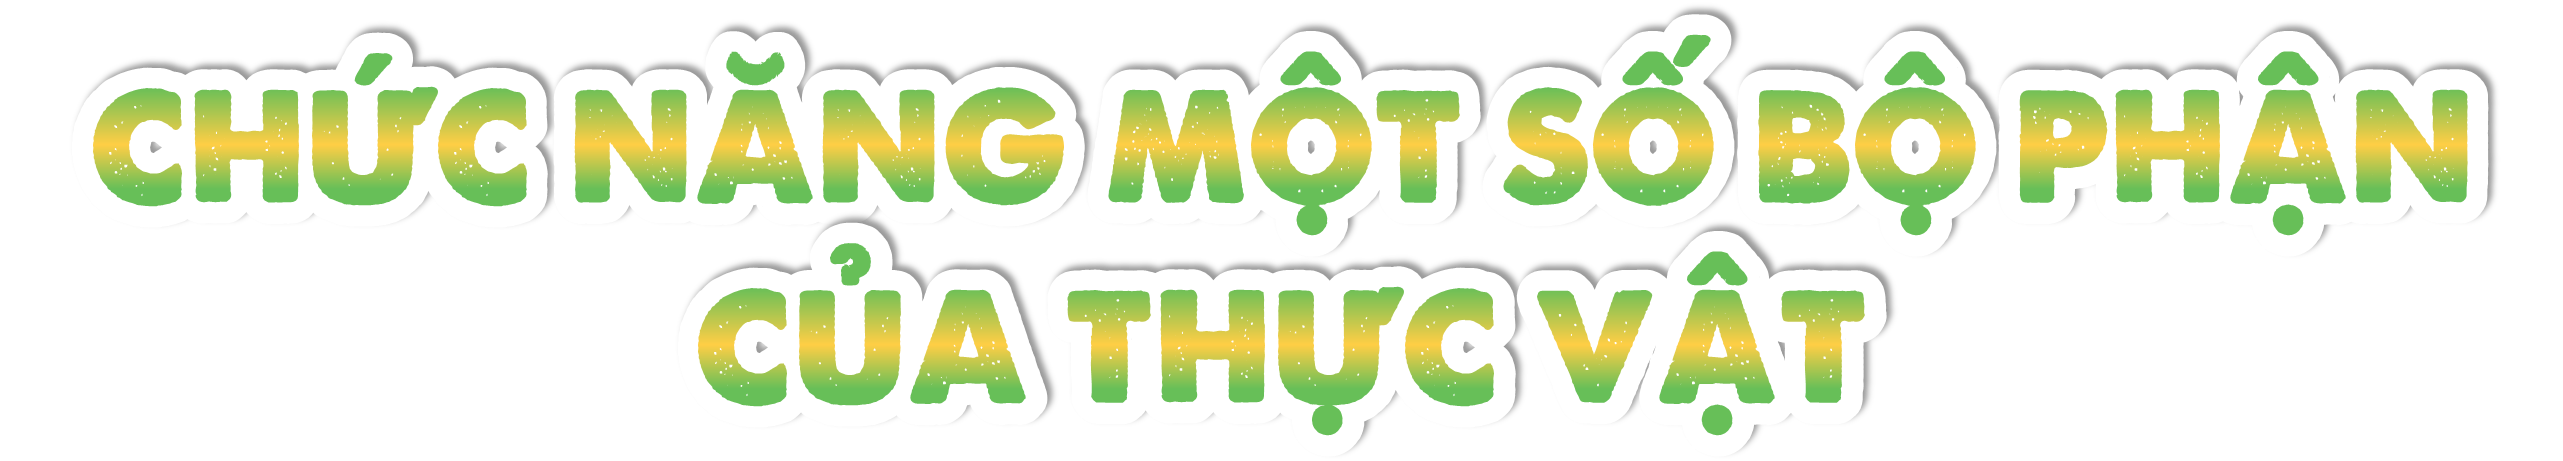 CHỨC NĂNG MỘT SỐ BỘ PHẬN
CỦA THỰC VẬT